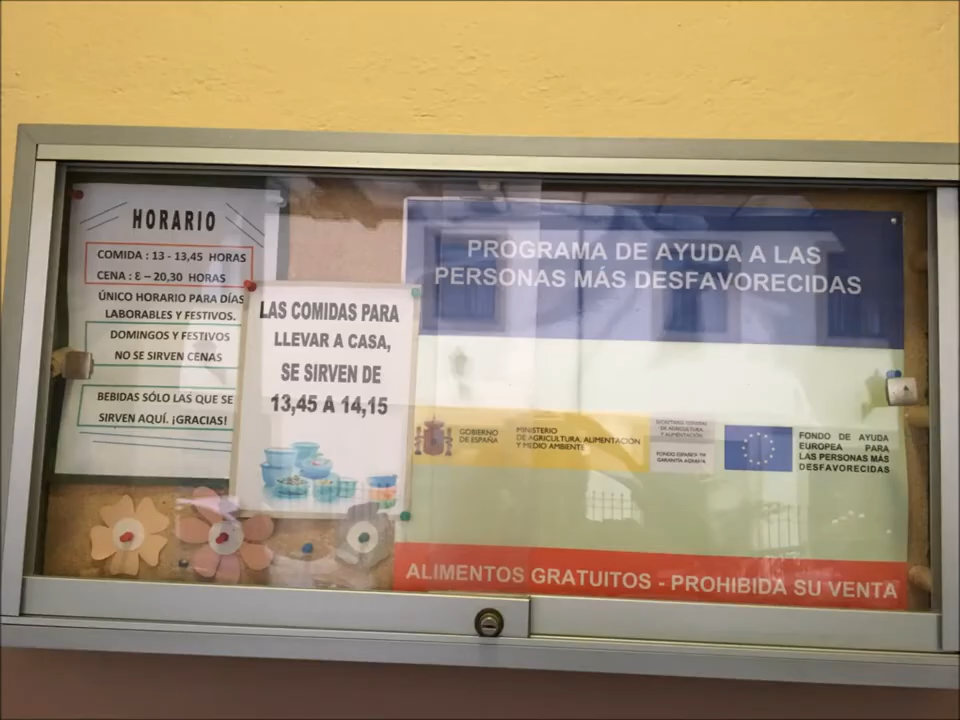 HORARIO
COMIDA : 13 - 13,45 HORAS
CENA : 8 – 20,30 HORAS
ÚNICO HORARIO PARA DÍAS
LABORABLES Y FESTIVOS.
DOMINGOS Y FESTIVOS
NO SE SIRVEN CENAS
BEBIDAS SÓLO LAS QUE SE
SIRVEN AQUÍ. ¡GRACIAS!
LAS COMIDAS PARA
LLEVAR A CASA,
SE SIRVEN DE
13,45 A 14,15
PROGRAMA DE AYUDA A LAS
PERSONAS MÁS DESFAVORECIDAS
GOBIERNO
DE ESPAÑA
MINISTERIO
DE AGRICULTURA, ALIMENTACIÓN
Y MEDIO AMBIENTE
SECRETARÍA GENERAL
DE AGRICULTURA
Y ALIMENTACIÓN
FONDO ESPAÑOL DE
GARANTÍA AGRARIA
FONDO DE AYUDA
EUROPEA PARA
LAS PERSONAS MÁS
DESFAVORECIDAS
ALIMENTOS GRATUITOS - PROHIBIDA SU VENTA